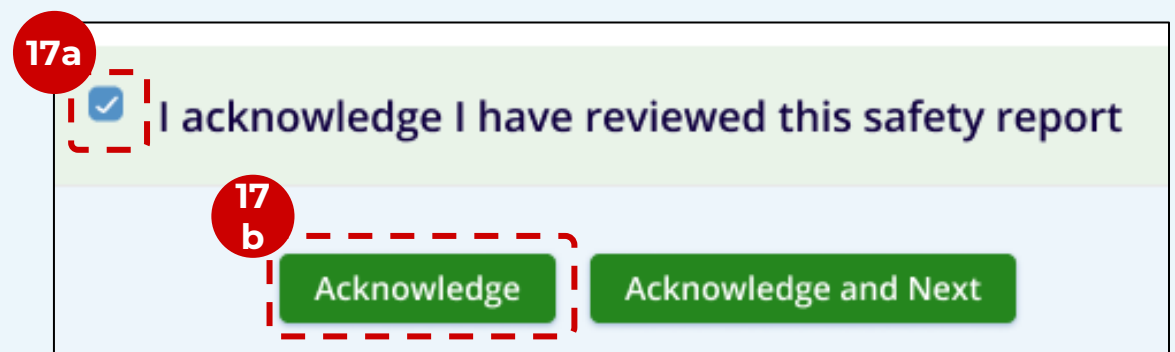 17a
I acknowledge I have reviewed this safety report
17
b
Acknowledge
Acknowledge and Next